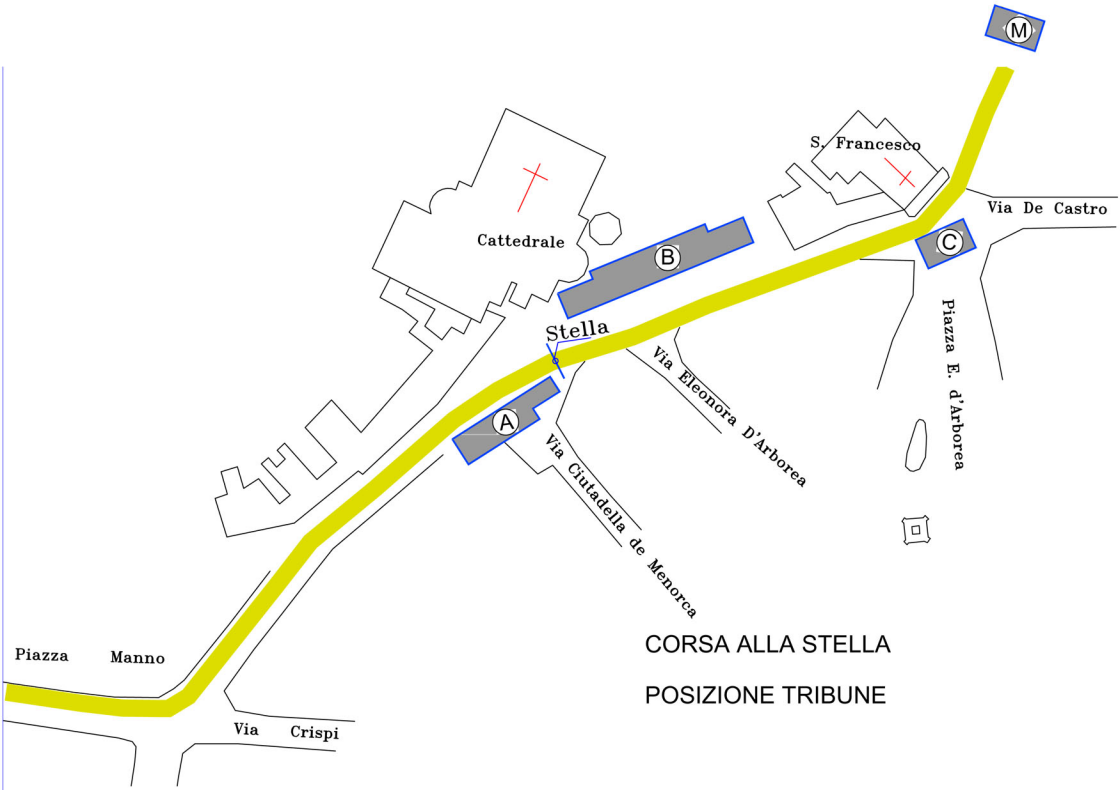 M
S. Francesco
Via De Castro
Cattedrale
B
C
Stella
Via Eleonora D'Arborea
Piazza E. d'Arborea
A
Via Ciutadella de Menorca
CORSA ALLA STELLA
POSIZIONE TRIBUNE
Piazza Manno
Via Crispi